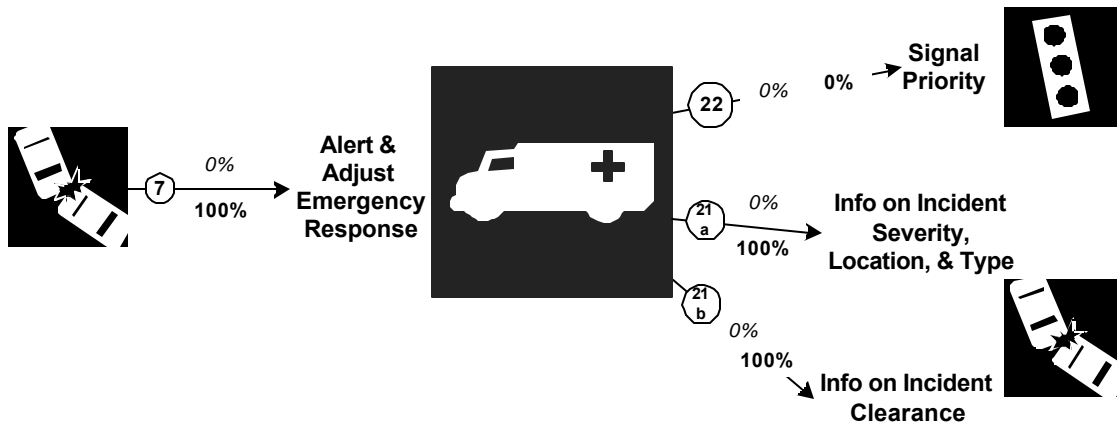 7
0%
100%
Alert &
Adjust
Emergency
Response
22
0%
0%
Signal
Priority
21
a
0%
100%
Info on Incident
Severity,
Location, & Type
21
b
0%
100%
Info on Incident
Clearance